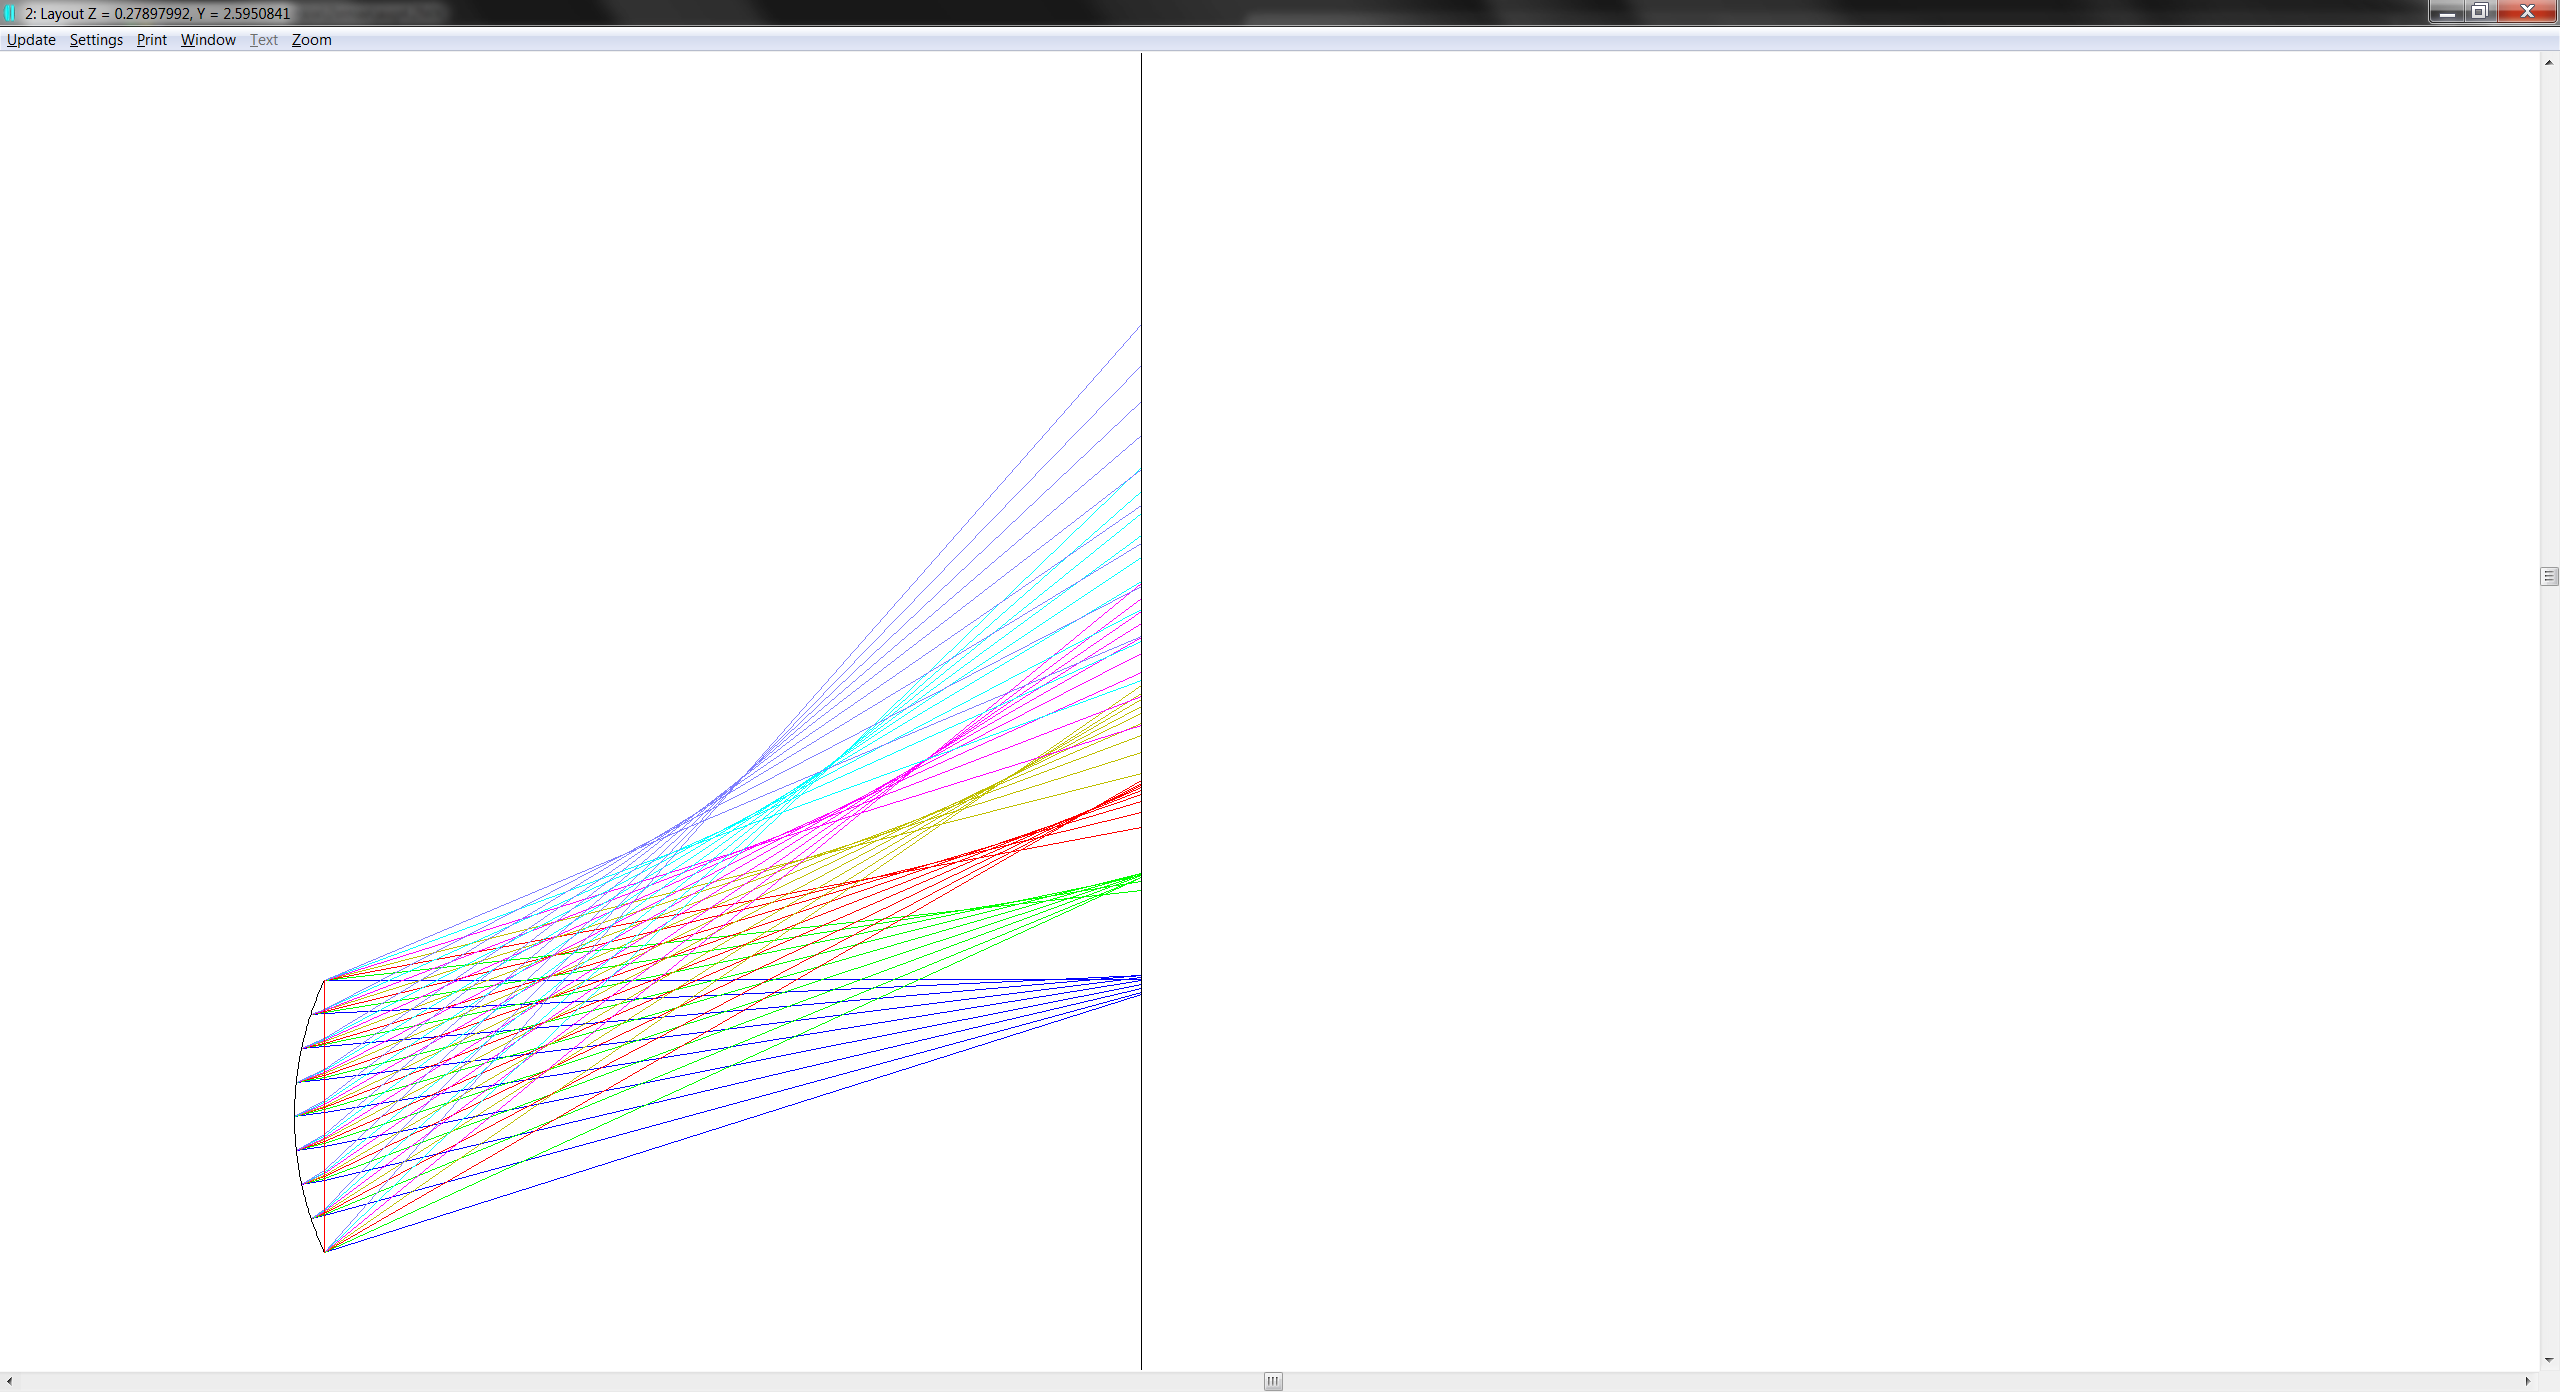 2: Layout Z = 0.27897992, Y = 2.5950841
Update Settings Print Window Text Zoom